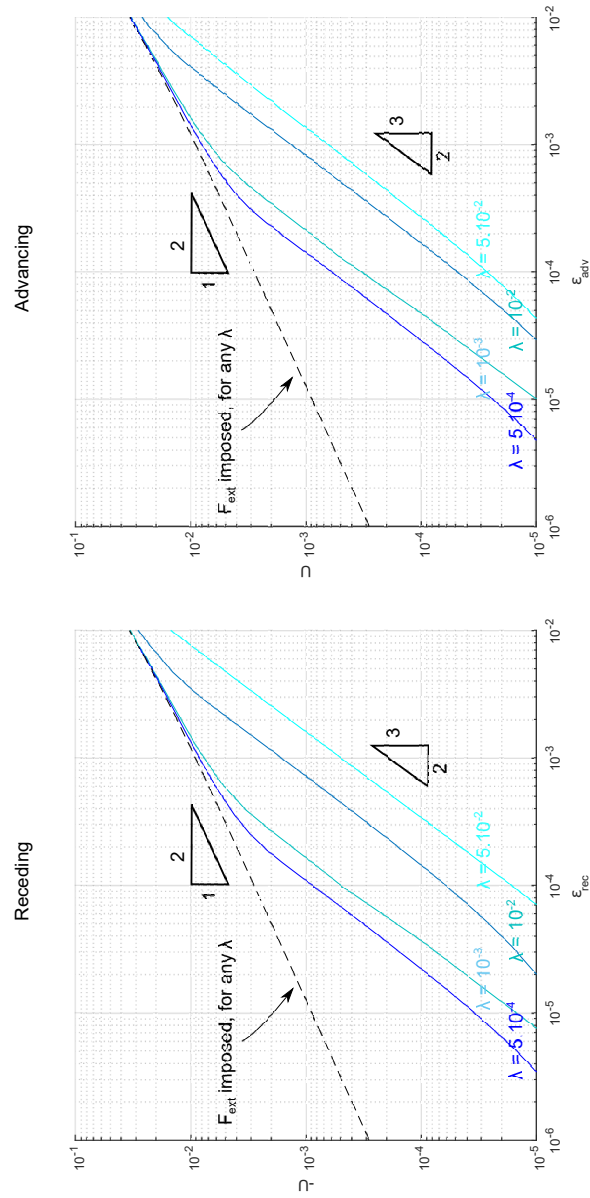 Receding
10^-1
10^-2
10^-3
10^-4
10^-5
-U
2
1
F_ext imposed, for any λ
3
2
λ = 5.10^-4
λ = 10^-3
λ = 10^-2
λ = 5.10^-2
10^-6
10^-5
10^-4
10^-3
10^-2
ε_rec
Advancing
10^-1
10^-2
10^-3
10^-4
10^-5
U
2
1
F_ext imposed, for any λ
3
2
λ = 5.10^-4
λ = 10^-3
λ = 10^-2
λ = 5.10^-2
10^-6
10^-5
10^-4
10^-3
10^-2
ε_adv